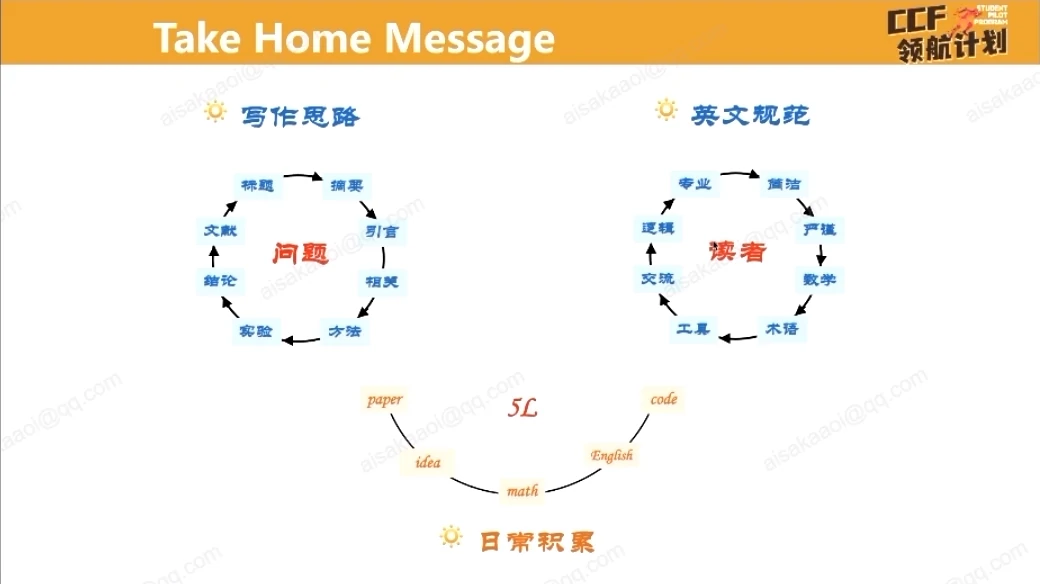 Take Home Message
CCF
STUDENT
PILOT
PROGRAM
领航计划
写作思路
标题
摘要
引言
相关
方法
实验
结论
文献
问题
英文规范
专业
简洁
严谨
数学
术语
工具
交流
逻辑
读者
paper
idea
math
English
code
5L
日常积累
aisakaaoi@qq.com